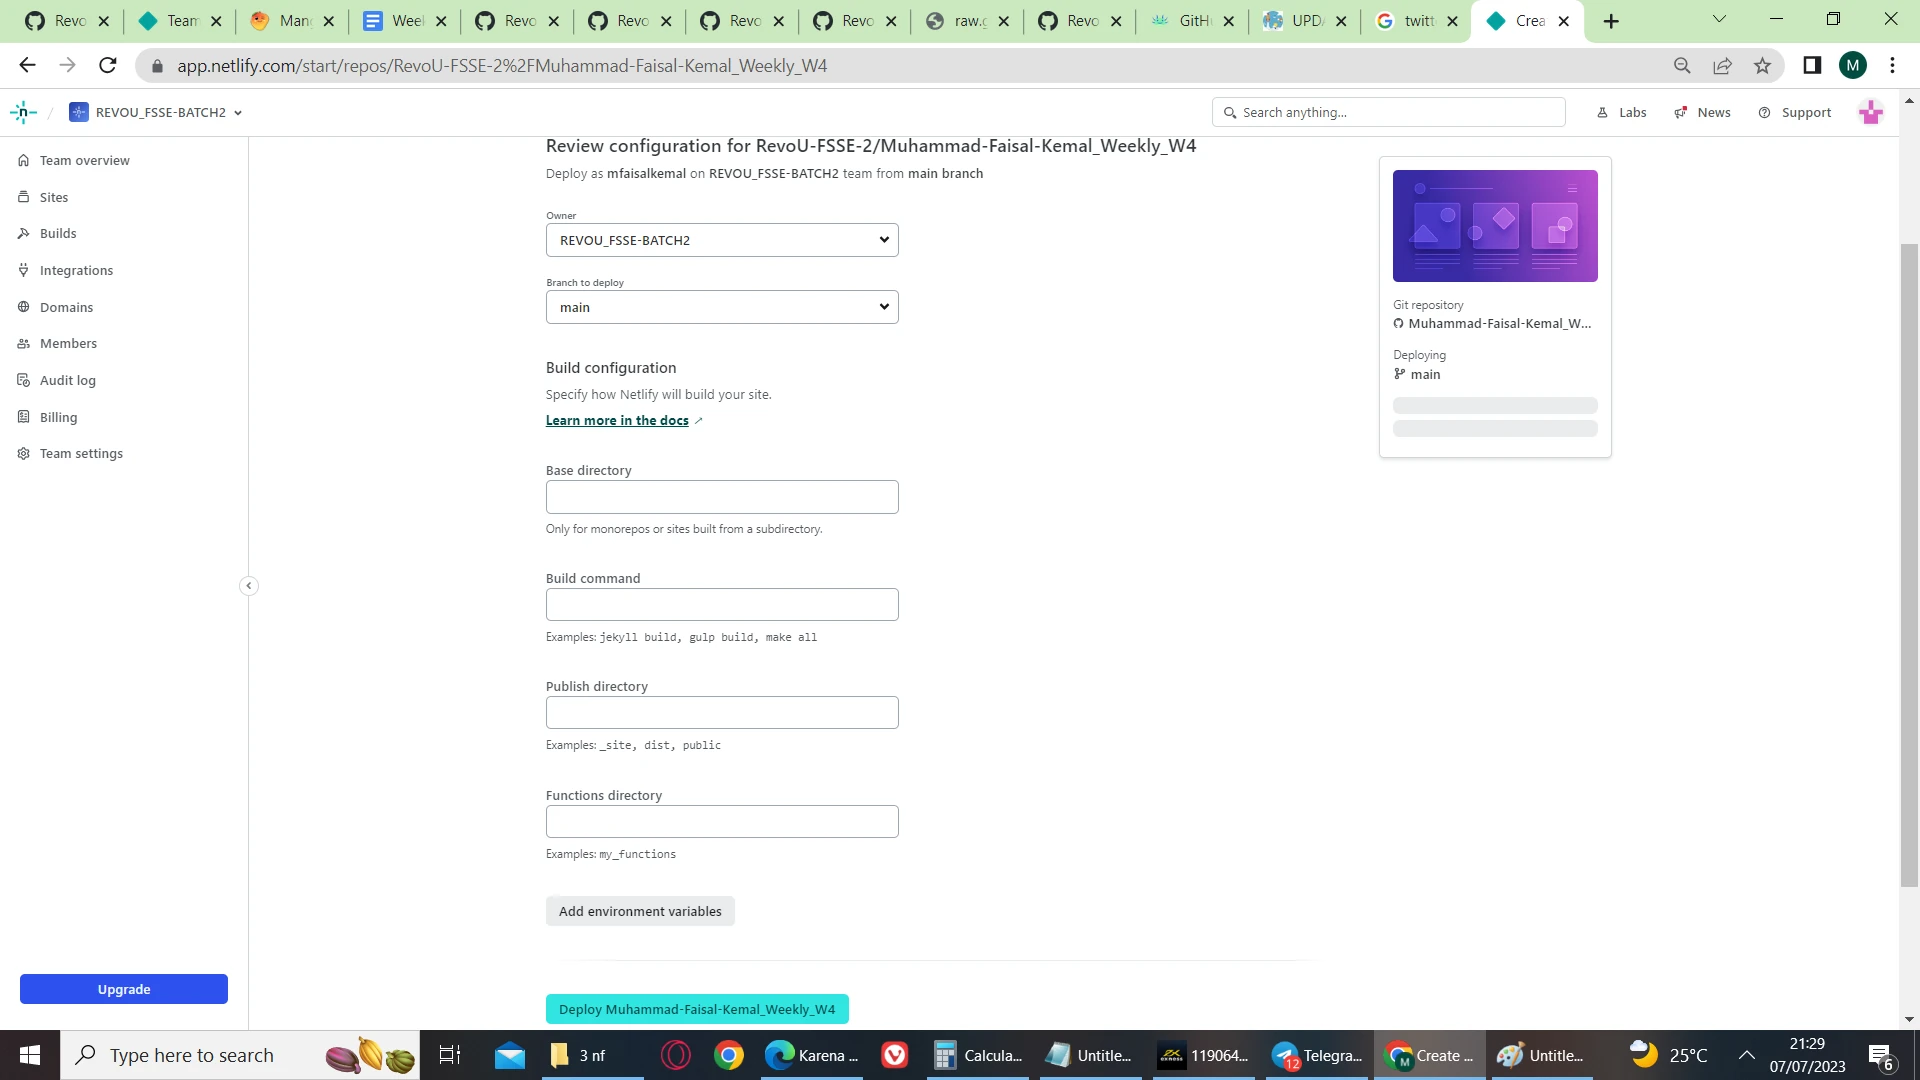 Revo
Team
Mang
Week
Revo
Revo
Revo
Revo
raw.g
Revo
GitHu
UPDA
twitt
Crea
app.netlify.com/start/repos/RevoU-FSSE-2%2FMuhammad-Faisal-Kemal_Weekly_W4
M
n
REVOU_FSSE-BATCH2
Search anything...
Labs
News
Support
Team overview
Sites
Builds
Integrations
Domains
Members
Audit log
Billing
Team settings
Upgrade
Review configuration for RevoU-FSSE-2/Muhammad-Faisal-Kemal_Weekly_W4
Deploy as mfaisalkemal on REVOU_FSSE-BATCH2 team from main branch
Owner
REVOU_FSSE-BATCH2
Branch to deploy
main
Build configuration
Specify how Netlify will build your site.
Learn more in the docs
Base directory
Only for monorepos or sites built from a subdirectory.
Build command
Examples: jekyll build, gulp build, make all
Publish directory
Examples: _site, dist, public
Functions directory
Examples: my_functions
Add environment variables
Deploy Muhammad-Faisal-Kemal_Weekly_W4
Git repository
Muhammad-Faisal-Kemal_W...
Deploying
main
Type here to search
3 nf
Karena ...
Calcula...
Untitle...
exness
119064...
12
Telegra...
M
Create ...
Untitle...
25°C
21:29
07/07/2023
6